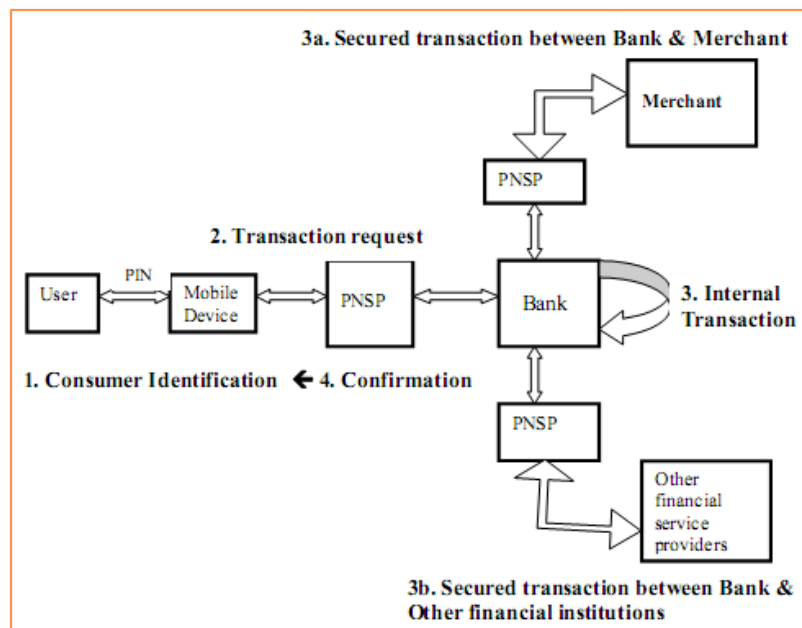 3a. Secured transaction between Bank & Merchant
Merchant
PNSP
2. Transaction request
PIN
User
Mobile
Device
PNSP
Bank
3. Internal
Transaction
1. Consumer Identification ← 4. Confirmation
PNSP
Other
financial
service
providers
3b. Secured transaction between Bank &
Other financial institutions